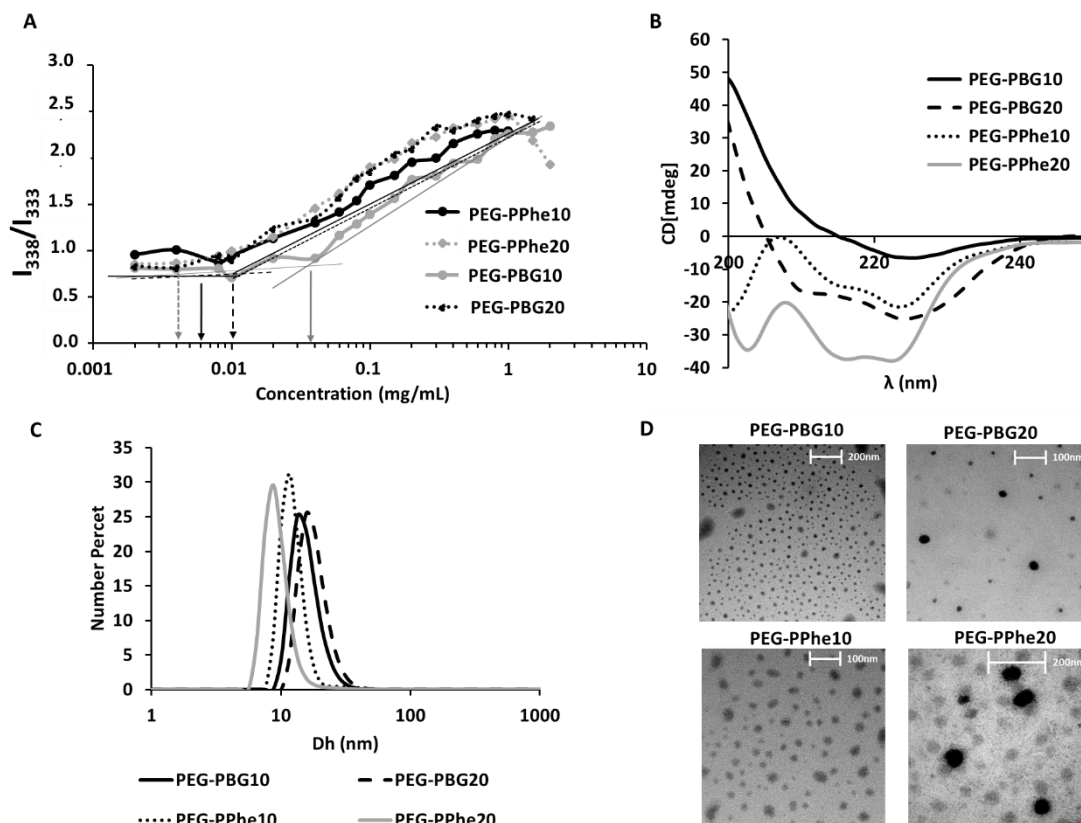 A
I338/I333
3.0
2.5
2.0
1.5
1.0
0.5
0.0
0.001
0.01
0.1
1
10
Concentration (mg/mL)
PEG-PPhe10
PEG-PPhe20
PEG-PBG10
PEG-PBG20
B
CD[mdeg]
60
50
40
30
20
10
0
-10
-20
-30
-40
200
220
240
λ (nm)
PEG-PBG10
PEG-PBG20
PEG-PPhe10
PEG-PPhe20
C
Number Percet
35
30
25
20
15
10
5
0
1
10
100
1000
Dh (nm)
PEG-PBG10
PEG-PBG20
PEG-PPhe10
PEG-PPhe20
D
PEG-PBG10
200nm
PEG-PBG20
100nm
PEG-PPhe10
100nm
PEG-PPhe20
200nm